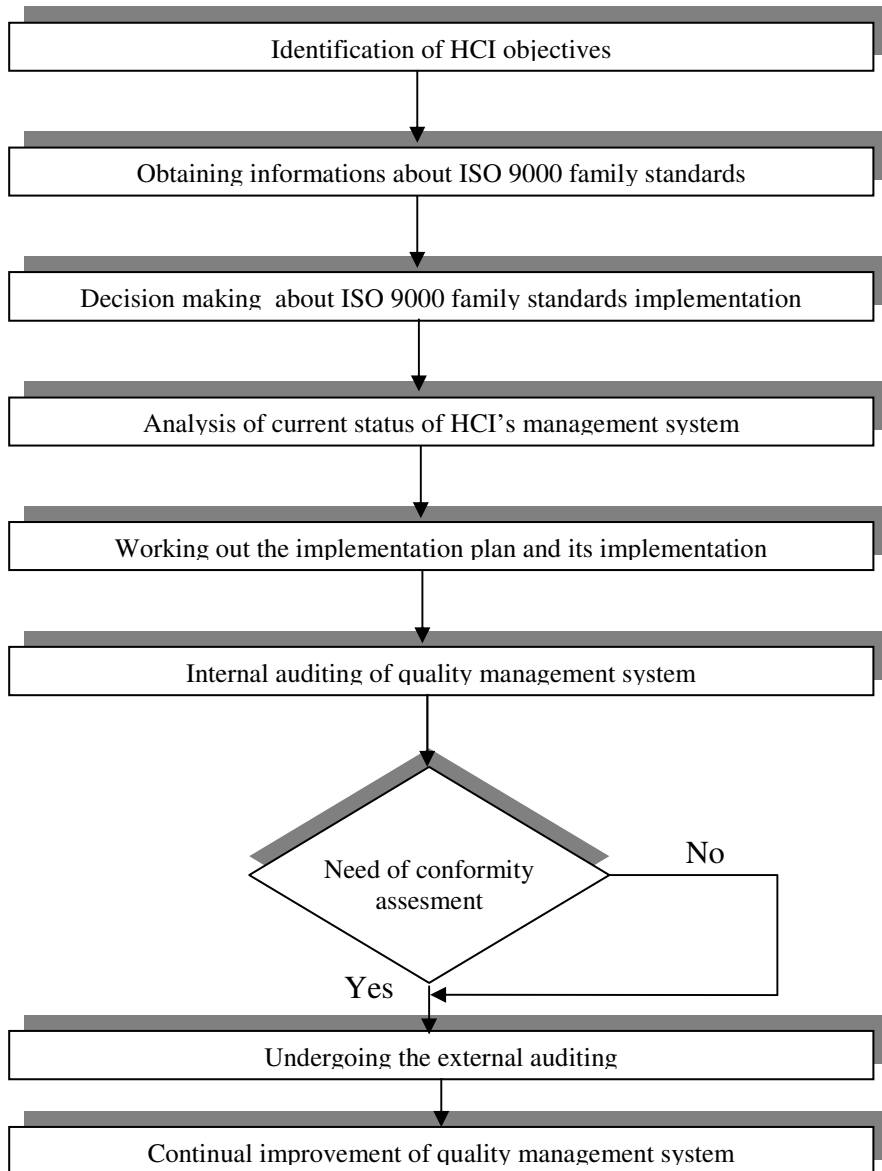 Identification of HCI objectives
Obtaining informations about ISO 9000 family standards
Decision making about ISO 9000 family standards implementation
Analysis of current status of HCI’s management system
Working out the implementation plan and its implementation
Internal auditing of quality management system
Need of conformity
assesment
No
Yes
Undergoing the external auditing
Continual improvement of quality management system